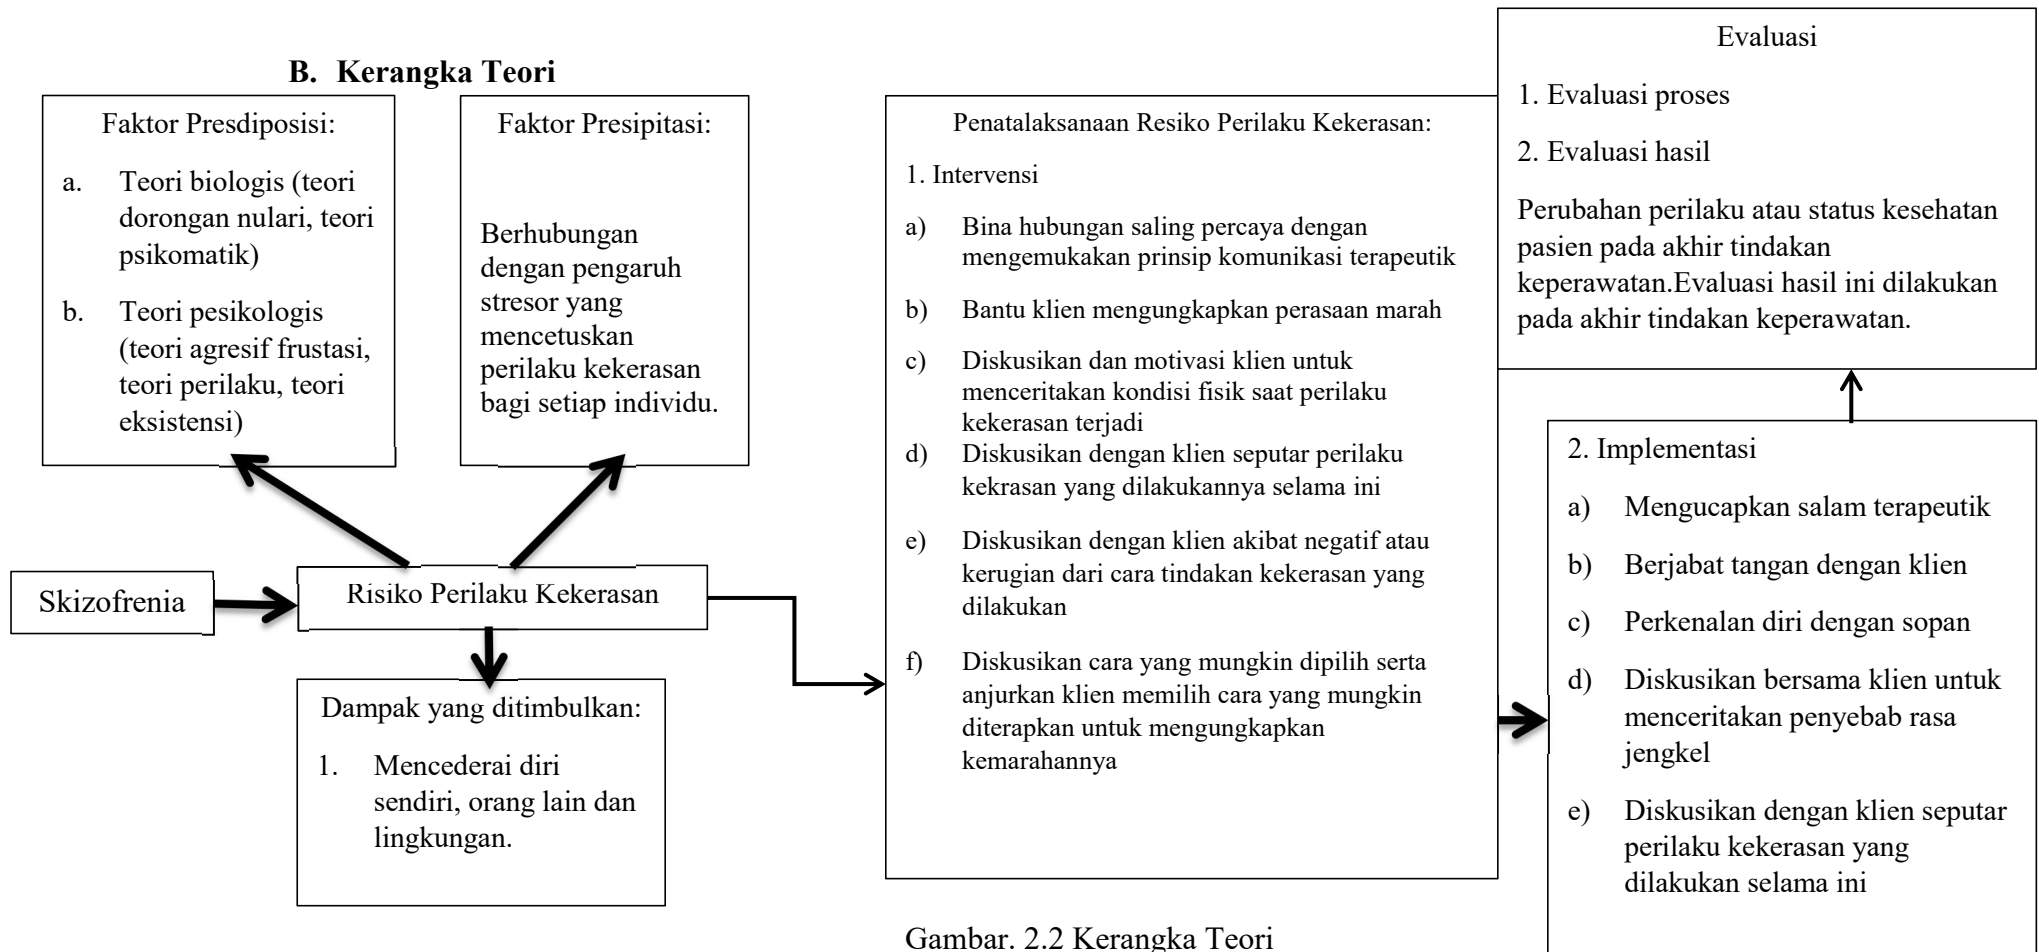 B. Kerangka Teori
Faktor Presdiposisi:
a. Teori biologis (teori
dorongan nulari, teori
psikomatik)
b. Teori pesikologis
(teori agresif frustasi,
teori perilaku, teori
eksistensi)
Faktor Presipitasi:
Berhubungan
dengan pengaruh
stresor yang
mencetuskan
perilaku kekerasan
bagi setiap individu.
Skizofrenia
Risiko Perilaku Kekerasan
Dampak yang ditimbulkan:
1. Mencederai diri
sendiri, orang lain dan
lingkungan.
Penatalaksanaan Resiko Perilaku Kekerasan:
1. Intervensi
a) Bina hubungan saling percaya dengan
mengemukakan prinsip komunikasi terapeutik
b) Bantu klien mengungkapkan perasaan marah
c) Diskusikan dan motivasi klien untuk
menceritakan kondisi fisik saat perilaku
kekerasan terjadi
d) Diskusikan dengan klien seputar perilaku
kekrasan yang dilakukannya selama ini
e) Diskusikan dengan klien akibat negatif atau
kerugian dari cara tindakan kekerasan yang
dilakukan
f) Diskusikan cara yang mungkin dipilih serta
anjurkan klien memilih cara yang mungkin
diterapkan untuk mengungkapkan
kemarahannya
Evaluasi
1. Evaluasi proses
2. Evaluasi hasil
Perubahan perilaku atau status kesehatan
pasien pada akhir tindakan
keperawatan.Evaluasi hasil ini dilakukan
pada akhir tindakan keperawatan.
2. Implementasi
a) Mengucapkan salam terapeutik
b) Berjabat tangan dengan klien
c) Perkenalan diri dengan sopan
d) Diskusikan bersama klien untuk
menceritakan penyebab rasa
jengkel
e) Diskusikan dengan klien seputar
perilaku kekerasan yang
dilakukan selama ini
Gambar. 2.2 Kerangka Teori